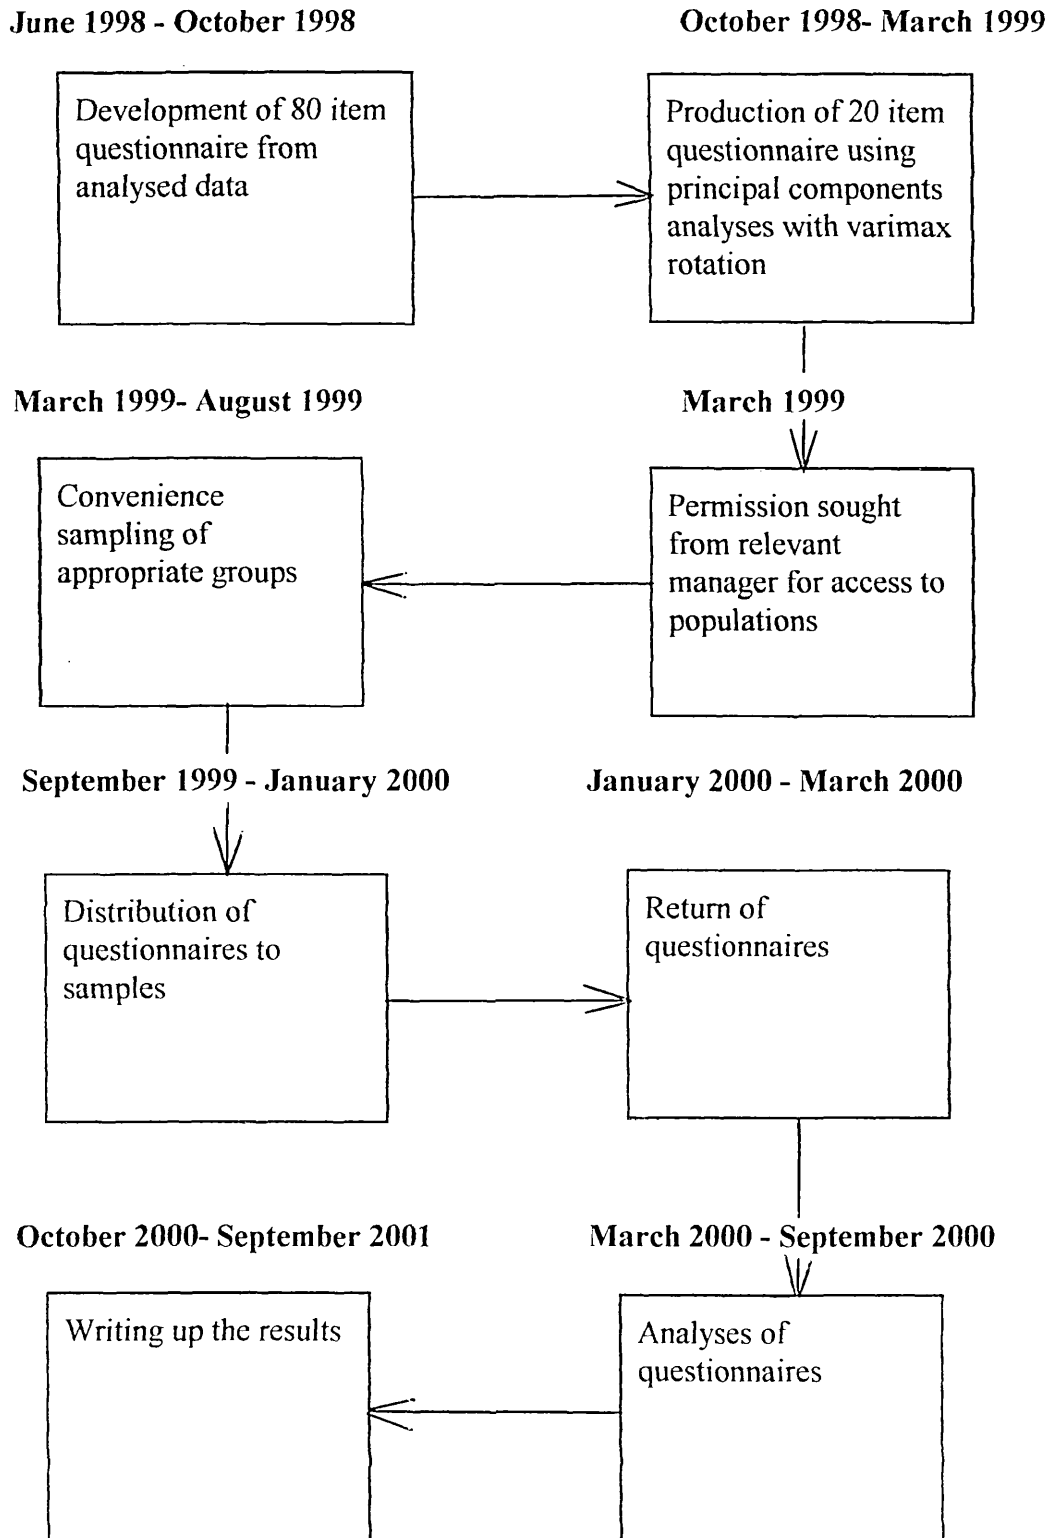 June 1998 - October 1998
Development of 80 item
questionnaire from
analysed data
October 1998- March 1999
Production of 20 item
questionnaire using
principal components
analyses with varimax
rotation
March 1999
Permission sought
from relevant
manager for access to
populations
March 1999- August 1999
Convenience
sampling of
appropriate groups
September 1999 - January 2000
Distribution of
questionnaires to
samples
January 2000 - March 2000
Return of
questionnaires
March 2000 - September 2000
Analyses of
questionnaires
October 2000- September 2001
Writing up the results